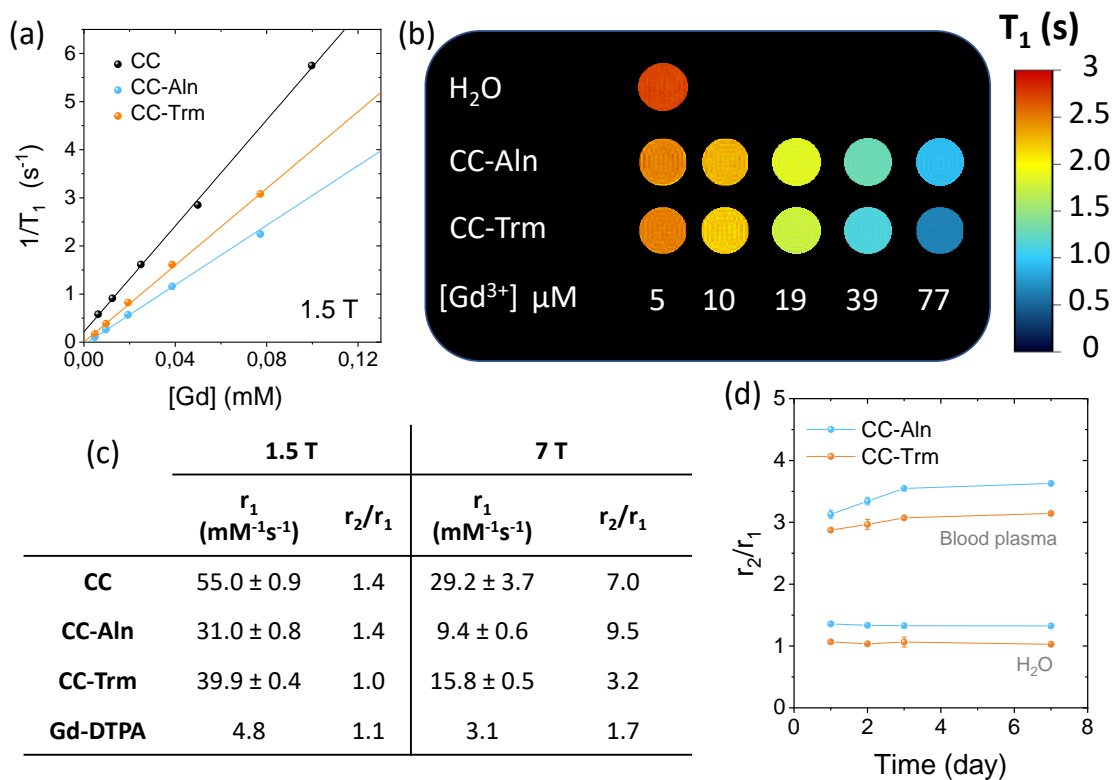 (a)
CC
CC-Aln
CC-Trm
6
5
4
3
2
1
0
1/T₁ (s⁻¹)
1.5 T
0,00 0,04 0,08 0,12
[Gd] (mM)
(b)
H₂O
CC-Aln
CC-Trm
[Gd³⁺] μM 5 10 19 39 77
T₁ (s)
3
2.5
2.0
1.5
1.0
0.5
0
(c)
1.5 T 7 T
r₁ (mM⁻¹s⁻¹) r₂/r₁ r₁ (mM⁻¹s⁻¹) r₂/r₁
CC 55.0 ± 0.9 1.4 29.2 ± 3.7 7.0
CC-Aln 31.0 ± 0.8 1.4 9.4 ± 0.6 9.5
CC-Trm 39.9 ± 0.4 1.0 15.8 ± 0.5 3.2
Gd-DTPA 4.8 1.1 3.1 1.7
(d)
CC-Aln
CC-Trm
5
4
3
2
1
0
r₂/r₁
Blood plasma
H₂O
0 2 4 6 8
Time (day)